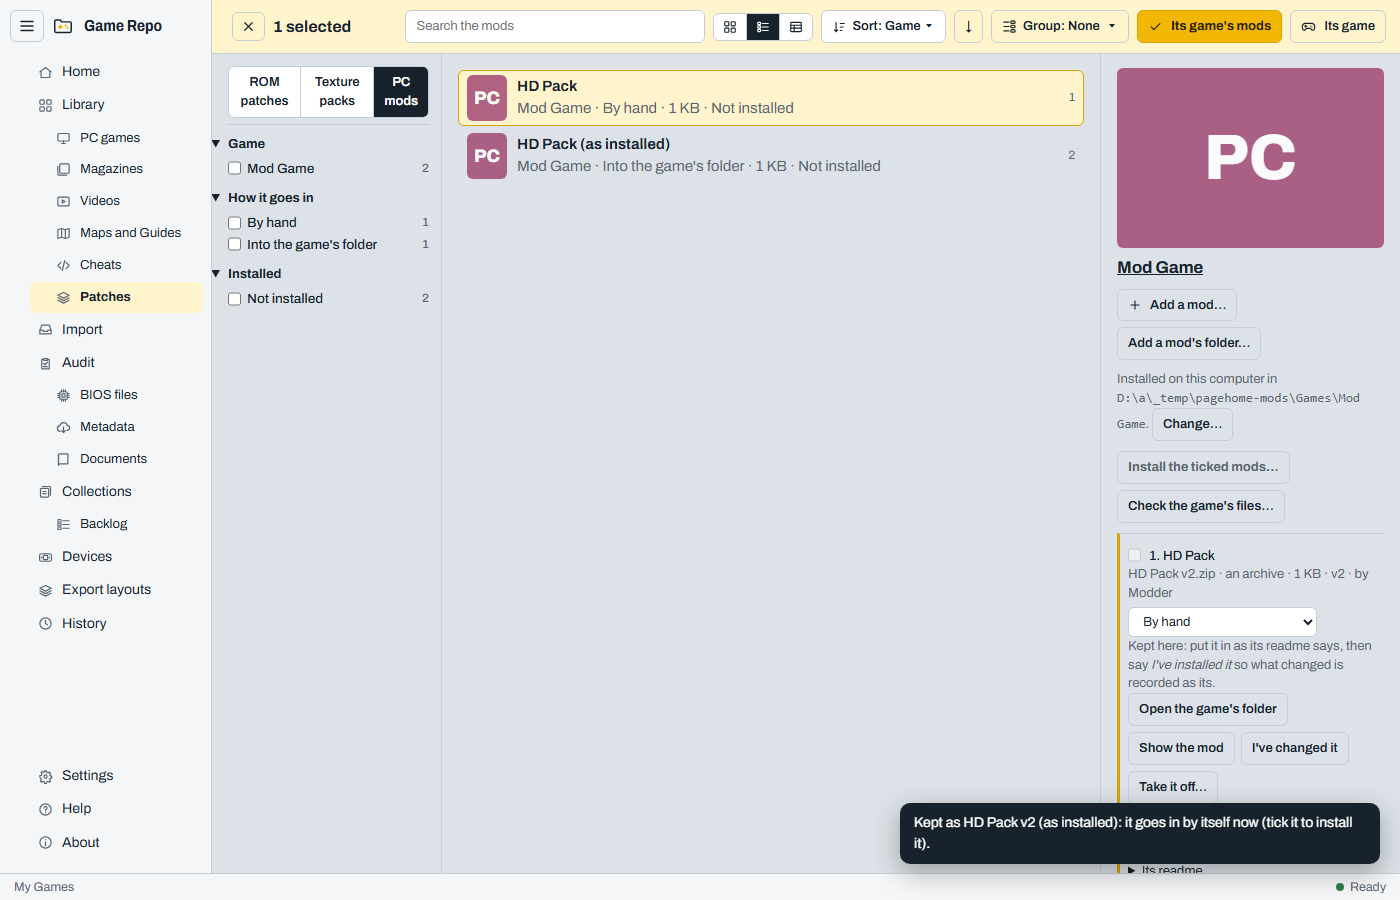 Game Repo
Home
Library
PC games
Magazines
Videos
Maps and Guides
Cheats
Patches
Import
Audit
BIOS files
Metadata
Documents
Collections
Backlog
Devices
Export layouts
History
Settings
Help
About
1 selected
Search the mods
Sort: Game
Group: None
Its game's mods
Its game
ROM patches
Texture packs
PC mods
Game
Mod Game 2
How it goes in
By hand 1
Into the game's folder 1
Installed
Not installed 2
PC
HD Pack
Mod Game · By hand · 1 KB · Not installed
1
PC
HD Pack (as installed)
Mod Game · Into the game's folder · 1 KB · Not installed
2
PC
Mod Game
Add a mod...
Add a mod's folder...
Installed on this computer in
D:\a\_temp\pagehome-mods\Games\Mod
Game. Change...
Install the ticked mods...
Check the game's files...
1. HD Pack
HD Pack v2.zip · an archive · 1 KB · v2 · by
Modder
By hand
Kept here: put it in as its readme says, then
say I've installed it so what changed is
recorded as its.
Open the game's folder
Show the mod
I've changed it
Take it off...
Kept as HD Pack v2 (as installed): it goes in by itself now (tick it to install
it).
Its readme
My Games
Ready